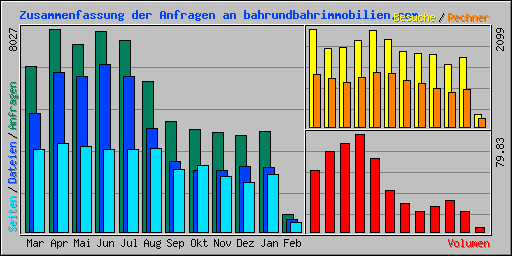 Zusammenfassung der Anfragen an bahrundbahrimmobilien.com
Besuche / Rechner
8027
2099
79.83
Seiten / Dateien / Anfragen
Mar Apr Mai Jun Jul Aug Sep Okt Nov Dez Jan Feb
Volumen